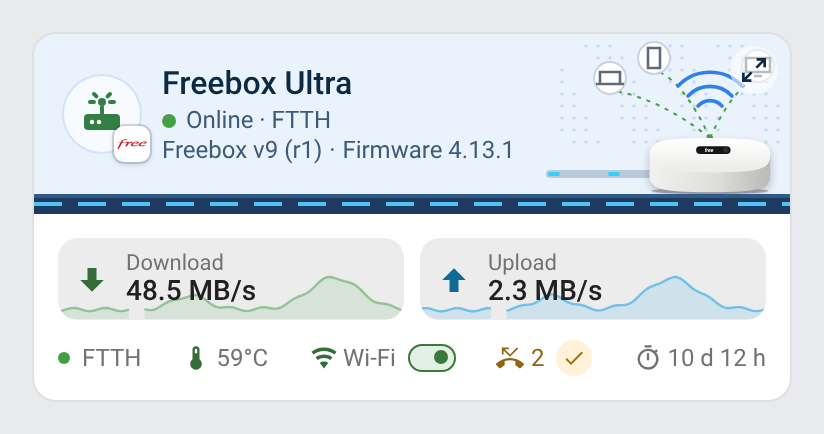 Freebox Ultra
Online · FTTH
free
Freebox v9 (r1) · Firmware 4.13.1
free
Download
48.5 MB/s
Upload
2.3 MB/s
FTTH
59°C
Wi-Fi
2
10 d 12 h